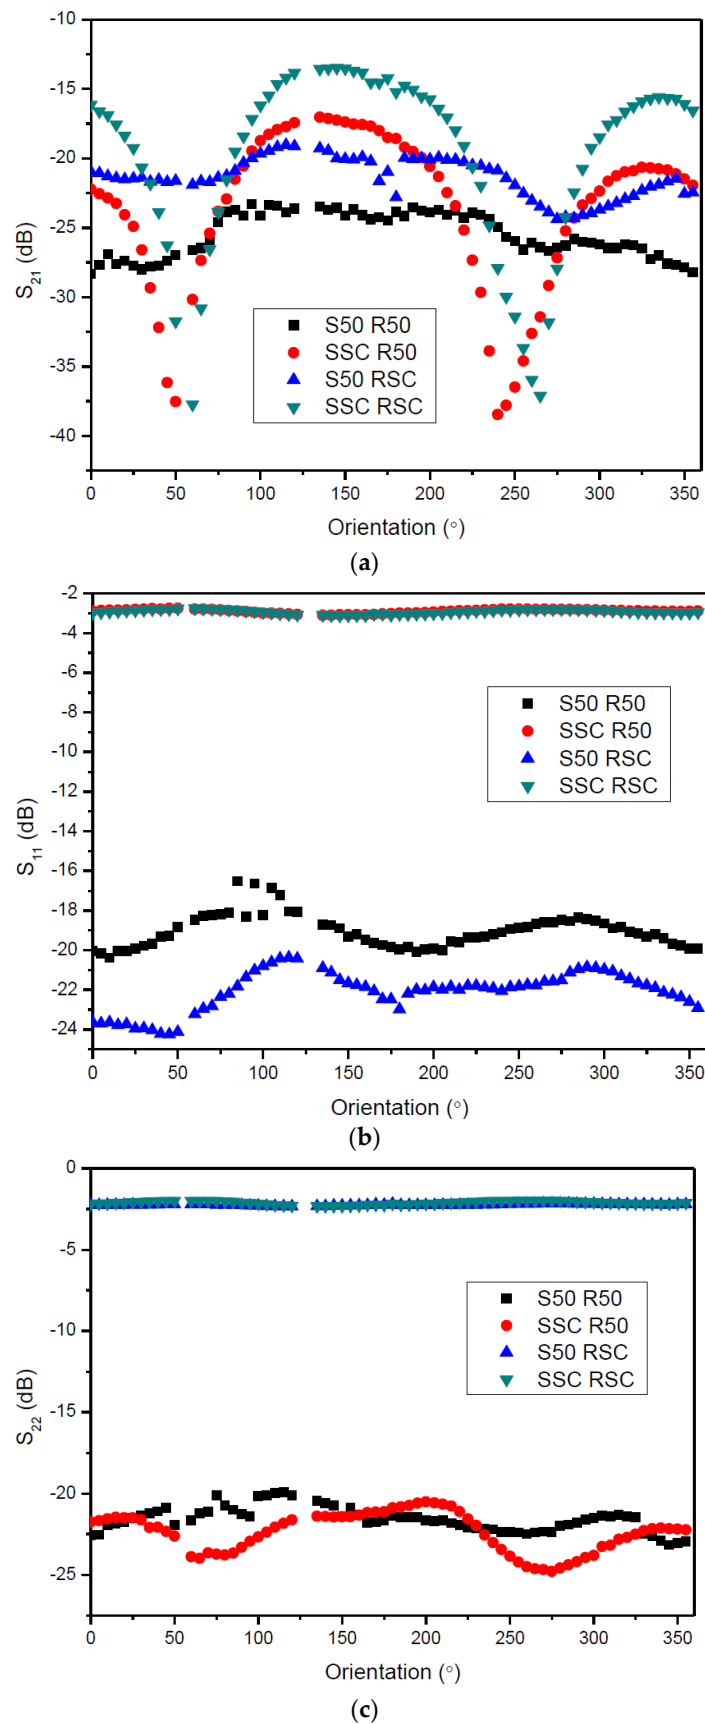 -10
-15
-20
-25
-30
-35
-40
S21 (dB)
S50 R50
SSC R50
S50 RSC
SSC RSC
0 50 100 150 200 250 300 350
Orientation (°)
(a)
-2
-4
-6
-8
-10
-12
-14
-16
-18
-20
-22
-24
S11 (dB)
S50 R50
SSC R50
S50 RSC
SSC RSC
0 50 100 150 200 250 300 350
Orientation (°)
(b)
0
-5
-10
-15
-20
-25
S22 (dB)
S50 R50
SSC R50
S50 RSC
SSC RSC
0 50 100 150 200 250 300 350
Orientation (°)
(c)